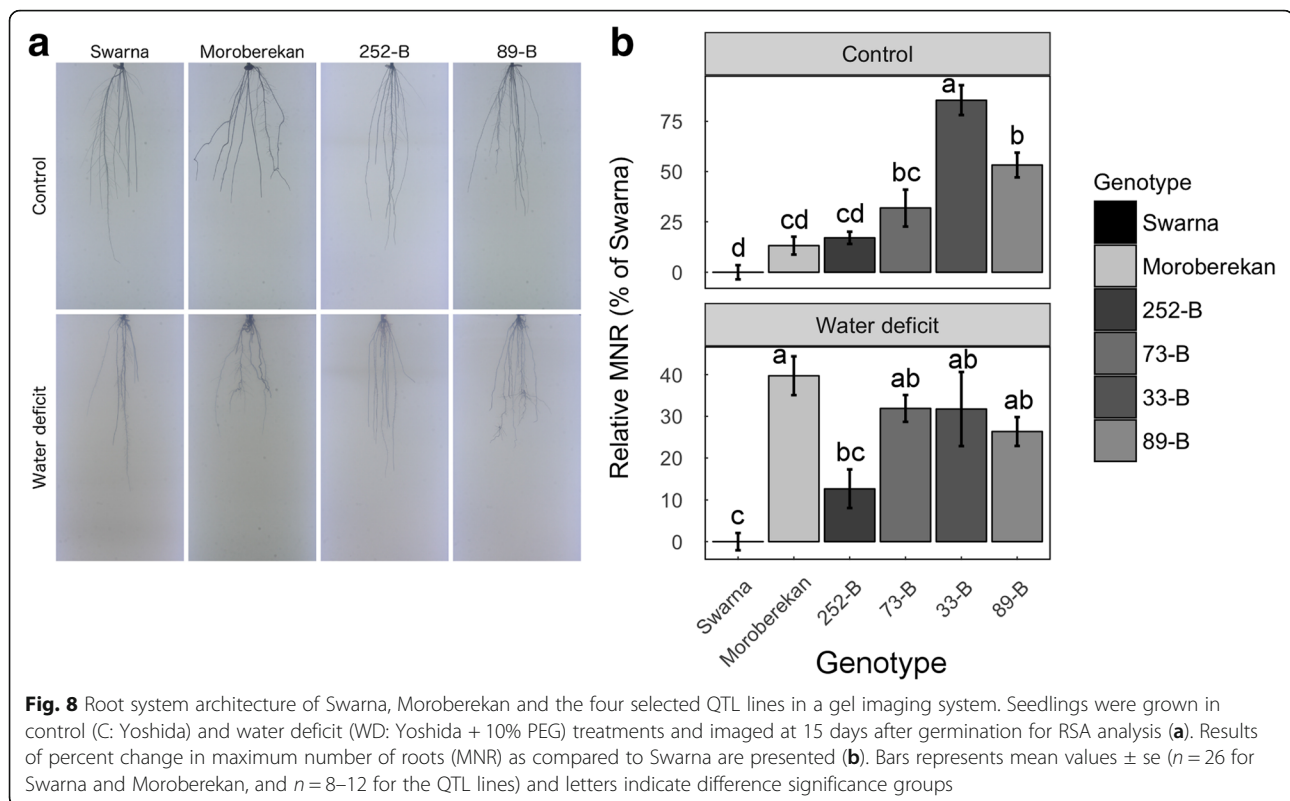 a
Swarna
Moroberekan
252-B
89-B
Control
Water deficit
b
Control
Relative MNR (% of Swarna)
75
50
25
0
d
cd
cd
bc
a
b
Water deficit
40
30
20
10
0
c
a
bc
ab
ab
ab
Swarna
Moroberekan
252-B
73-B
33-B
89-B
Genotype
Genotype
Swarna
Moroberekan
252-B
73-B
33-B
89-B
Fig. 8 Root system architecture of Swarna, Moroberekan and the four selected QTL lines in a gel imaging system. Seedlings were grown in
control (C: Yoshida) and water deficit (WD: Yoshida + 10% PEG) treatments and imaged at 15 days after germination for RSA analysis (a). Results
of percent change in maximum number of roots (MNR) as compared to Swarna are presented (b). Bars represents mean values ± se (n = 26 for
Swarna and Moroberekan, and n = 8–12 for the QTL lines) and letters indicate difference significance groups